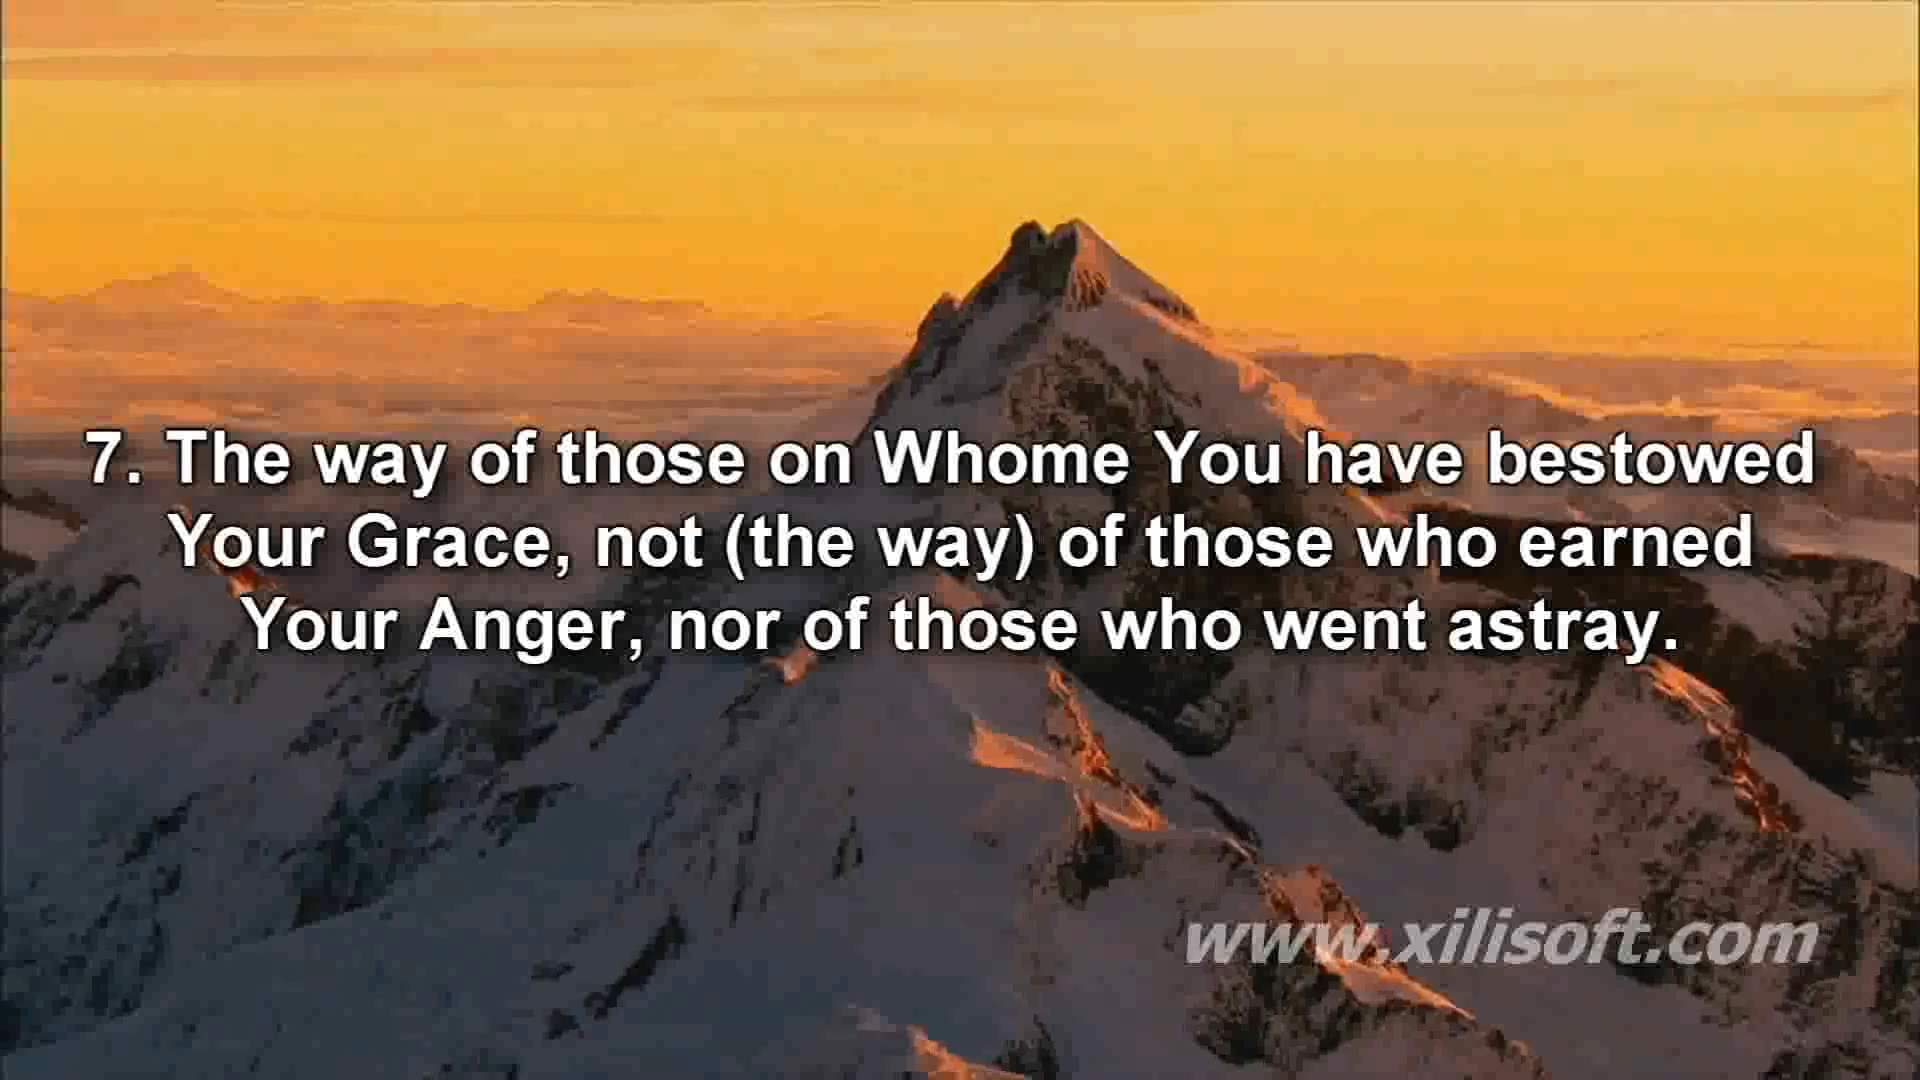 7. The way of those on Whome You have bestowed
Your Grace, not (the way) of those who earned
Your Anger, nor of those who went astray.
www.xilisoft.com